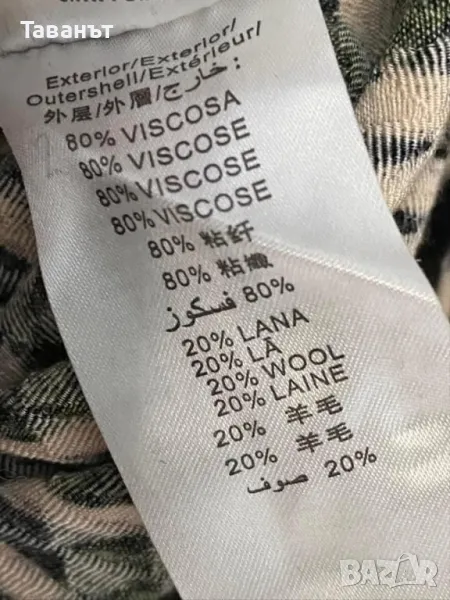 Таванът
Exterior/Exterior/
Outershell/Extérieur/
外层/外層/خارج:
80% VISCOSA
80% VISCOSE
80% VISCOSE
80% VISCOSE
80% 粘纤
80% 粘纖
80% فسكوز
20% LANA
20% LÃ
20% WOOL
20% LAINE
20% 羊毛
20% 羊毛
20% صوف
BAZAR